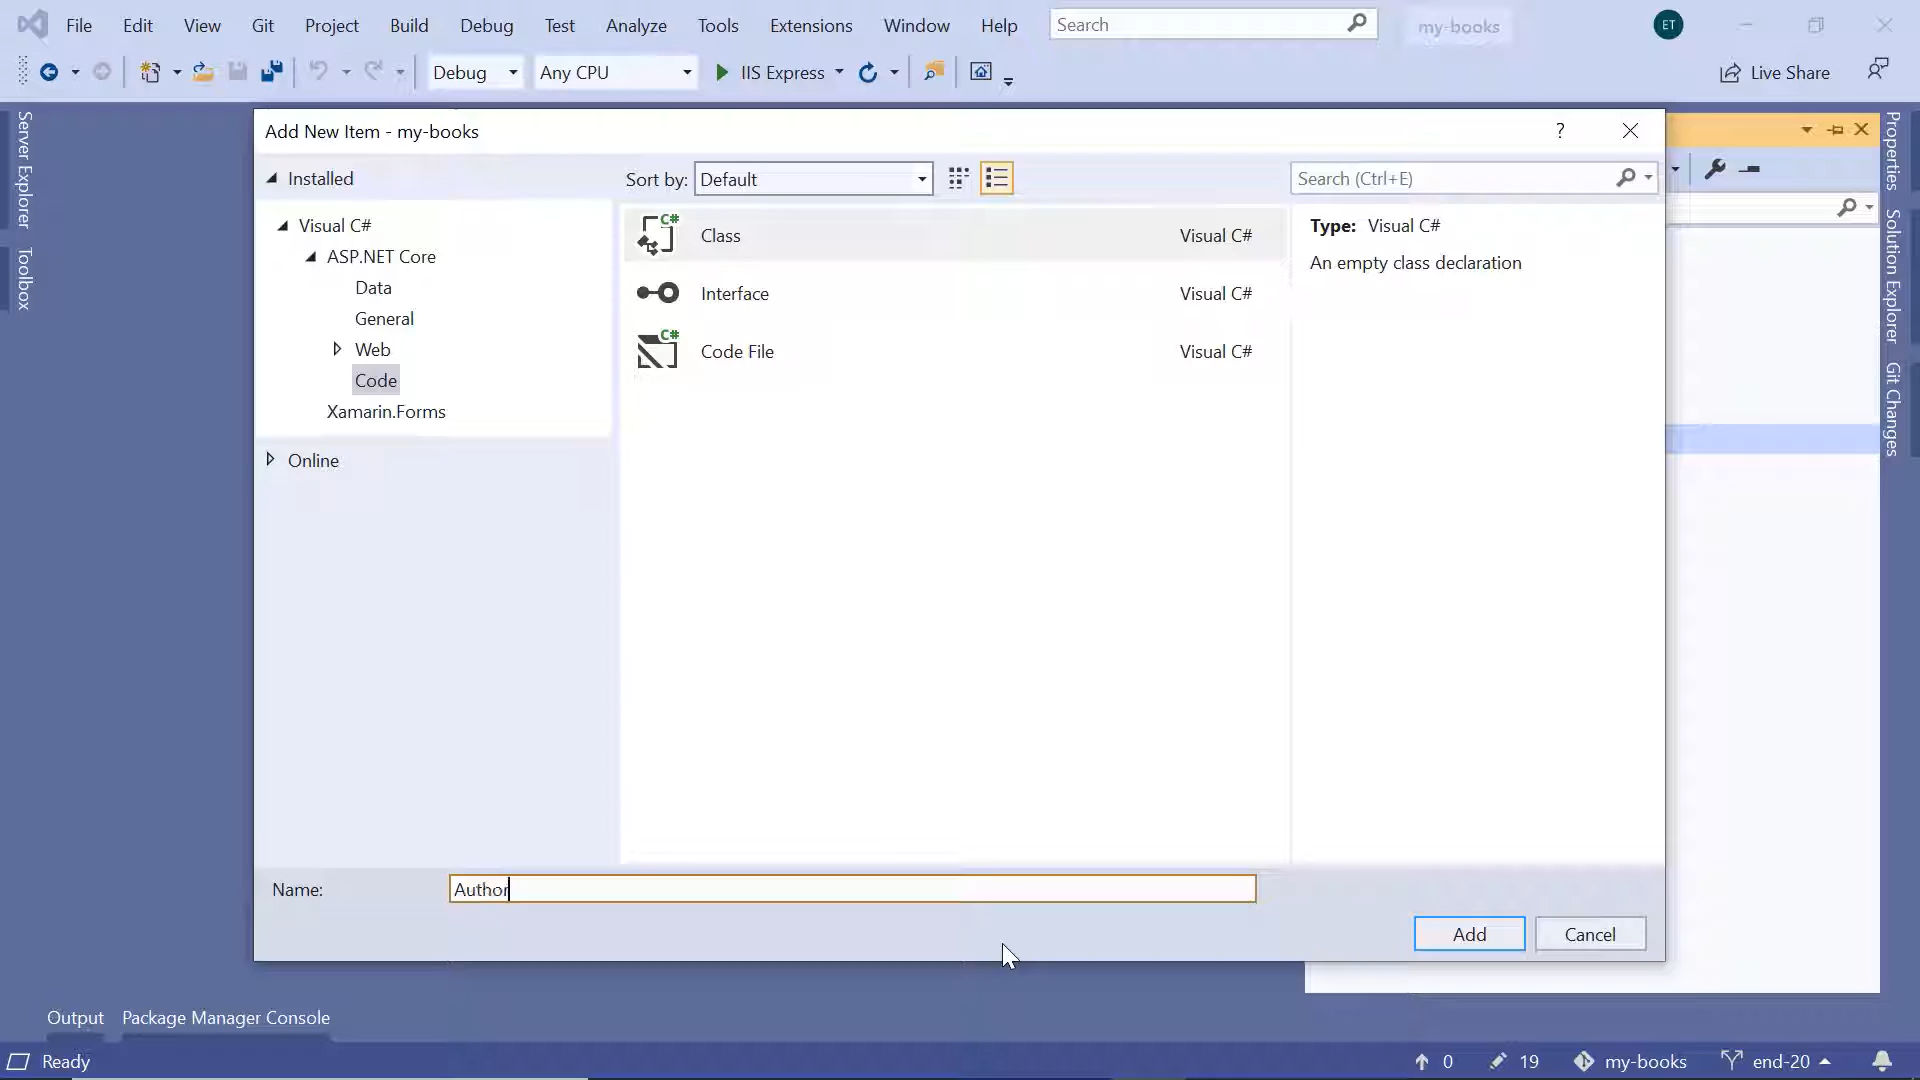 File Edit View Git Project Build Debug Test Analyze Tools Extensions Window Help Search my-books ET
Debug Any CPU IIS Express Live Share
Server Explorer
Toolbox
Add New Item - my-books ?
Installed
Sort by: Default
Search (Ctrl+E)
Visual C#
ASP.NET Core
Data
General
Web
Code
Xamarin.Forms
Online
C# Class Visual C#
Interface Visual C#
C# Code File Visual C#
Type: Visual C#
An empty class declaration
Properties
Solution Explorer
Git Changes
Name: Author
Add Cancel
Output Package Manager Console
Ready 0 19 my-books end-20